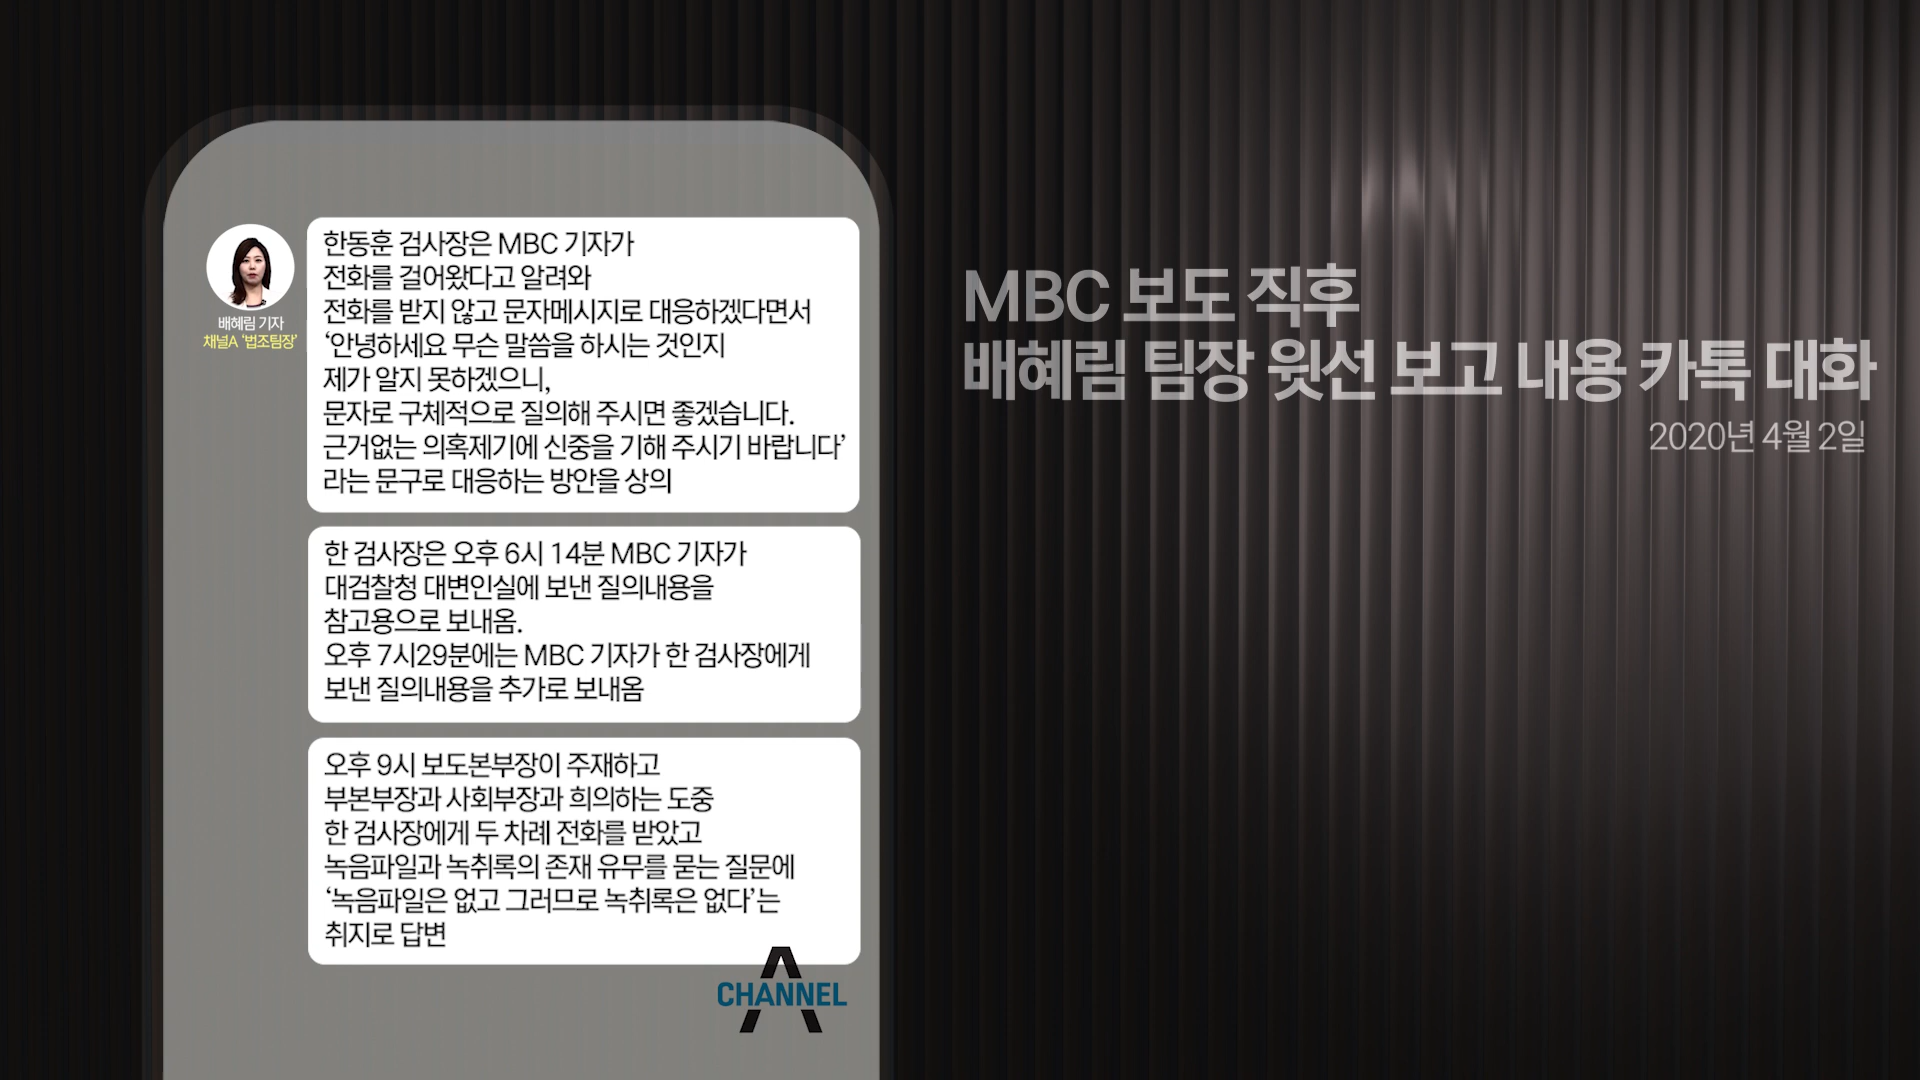 한동훈 검사장은 MBC 기자가
전화를 걸어왔다고 알려와
전화를 받지 않고 문자메시지로 대응하겠다면서
‘안녕하세요 무슨 말씀을 하시는 것인지
제가 알지 못하겠으니,
문자로 구체적으로 질의해 주시면 좋겠습니다.
근거없는 의혹제기에 신중을 기해 주시기 바랍니다’
라는 문구로 대응하는 방안을 상의
배혜림 기자
채널A ‘법조팀장’
한 검사장은 오후 6시 14분 MBC 기자가
대검찰청 대변인실에 보낸 질의내용을
참고용으로 보내옴.
오후 7시29분에는 MBC 기자가 한 검사장에게
보낸 질의내용을 추가로 보내옴
오후 9시 보도본부장이 주재하고
부본부장과 사회부장과 희의하는 도중
한 검사장에게 두 차례 전화를 받았고
녹음파일과 녹취록의 존재 유무를 묻는 질문에
‘녹음파일은 없고 그러므로 녹취록은 없다’는
취지로 답변
CHANNEL A
MBC 보도 직후
배혜림 팀장 윗선 보고 내용 카톡 대화
2020년 4월 2일